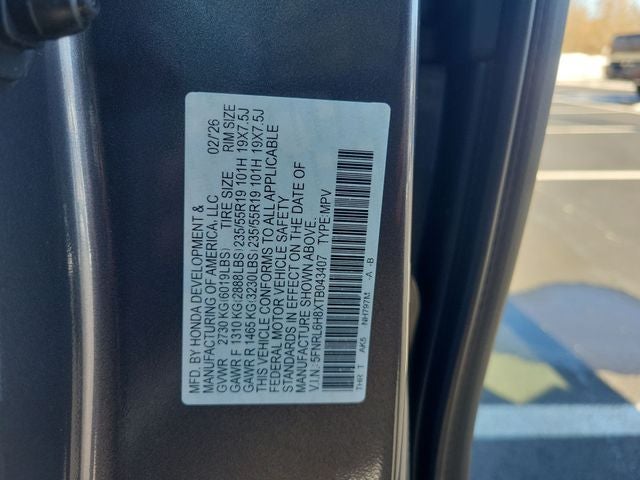 MFD. BY HONDA DEVELOPMENT &
MANUFACTURING OF AMERICA, LLC 02/'26
GVWR 2730 KG(6019LBS) TIRE SIZE RIM SIZE
GAWR F 1310 KG(2888LBS) 235/55R19 101H 19X7.5J
GAWR R 1465 KG(3230LBS) 235/55R19 101H 19X7.5J
THIS VEHICLE CONFORMS TO ALL APPLICABLE
FEDERAL MOTOR VEHICLE SAFETY
STANDARDS IN EFFECT ON THE DATE OF
MANUFACTURE SHOWN ABOVE.
V.I.N.: 5FNRL6H8XTB043407 TYPE:MPV
THR T AK5 NH797M -A -B